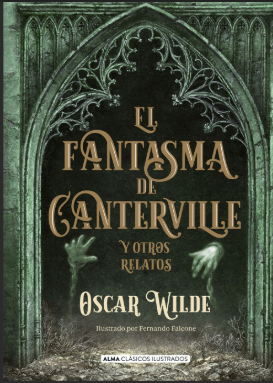 EL
FANTASMA
DE
CANTERVILLE
Y OTROS
RELATOS
OSCAR WILDE
Ilustrado por Fernando Falcone
ALMA CLÁSICOS ILUSTRADOS